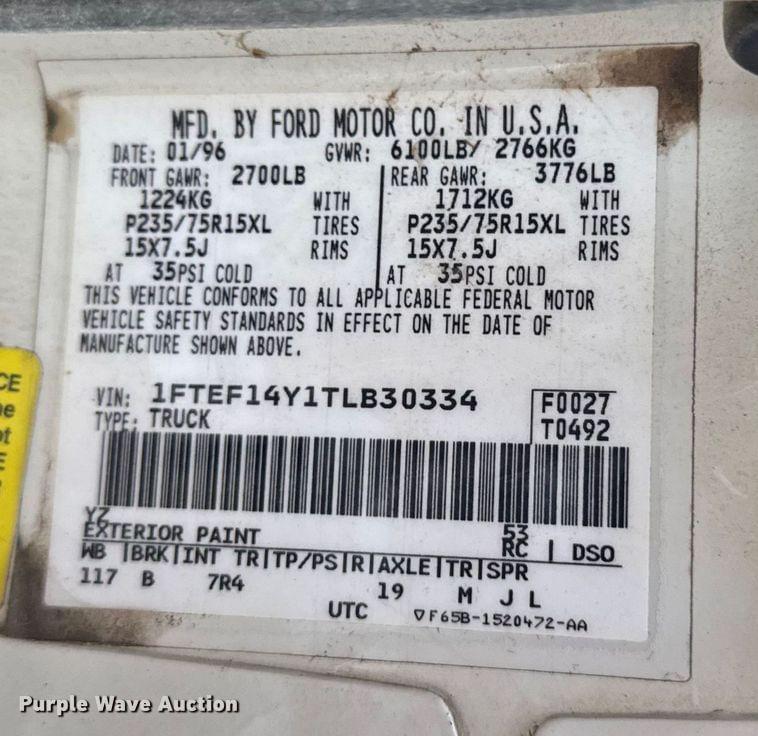 MFD. BY FORD MOTOR CO. IN U.S.A.
DATE: 01/96 GVWR: 6100LB/ 2766KG
FRONT GAWR: 2700LB REAR GAWR: 3776LB
1224KG WITH 1712KG WITH
P235/75R15XL TIRES P235/75R15XL TIRES
15X7.5J RIMS 15X7.5J RIMS
AT 35PSI COLD AT 35PSI COLD
THIS VEHICLE CONFORMS TO ALL APPLICABLE FEDERAL MOTOR
VEHICLE SAFETY STANDARDS IN EFFECT ON THE DATE OF
MANUFACTURE SHOWN ABOVE.
VIN: 1FTEF14Y1TLB30334 F0027
TYPE: TRUCK T0492
YZ 53
EXTERIOR PAINT RC DSO
WB BRK INT TR TP/PS R AXLE TR SPR
117 B 7R4 19 M J L
UTC F65B-1520472-AA
Purple Wave Auction